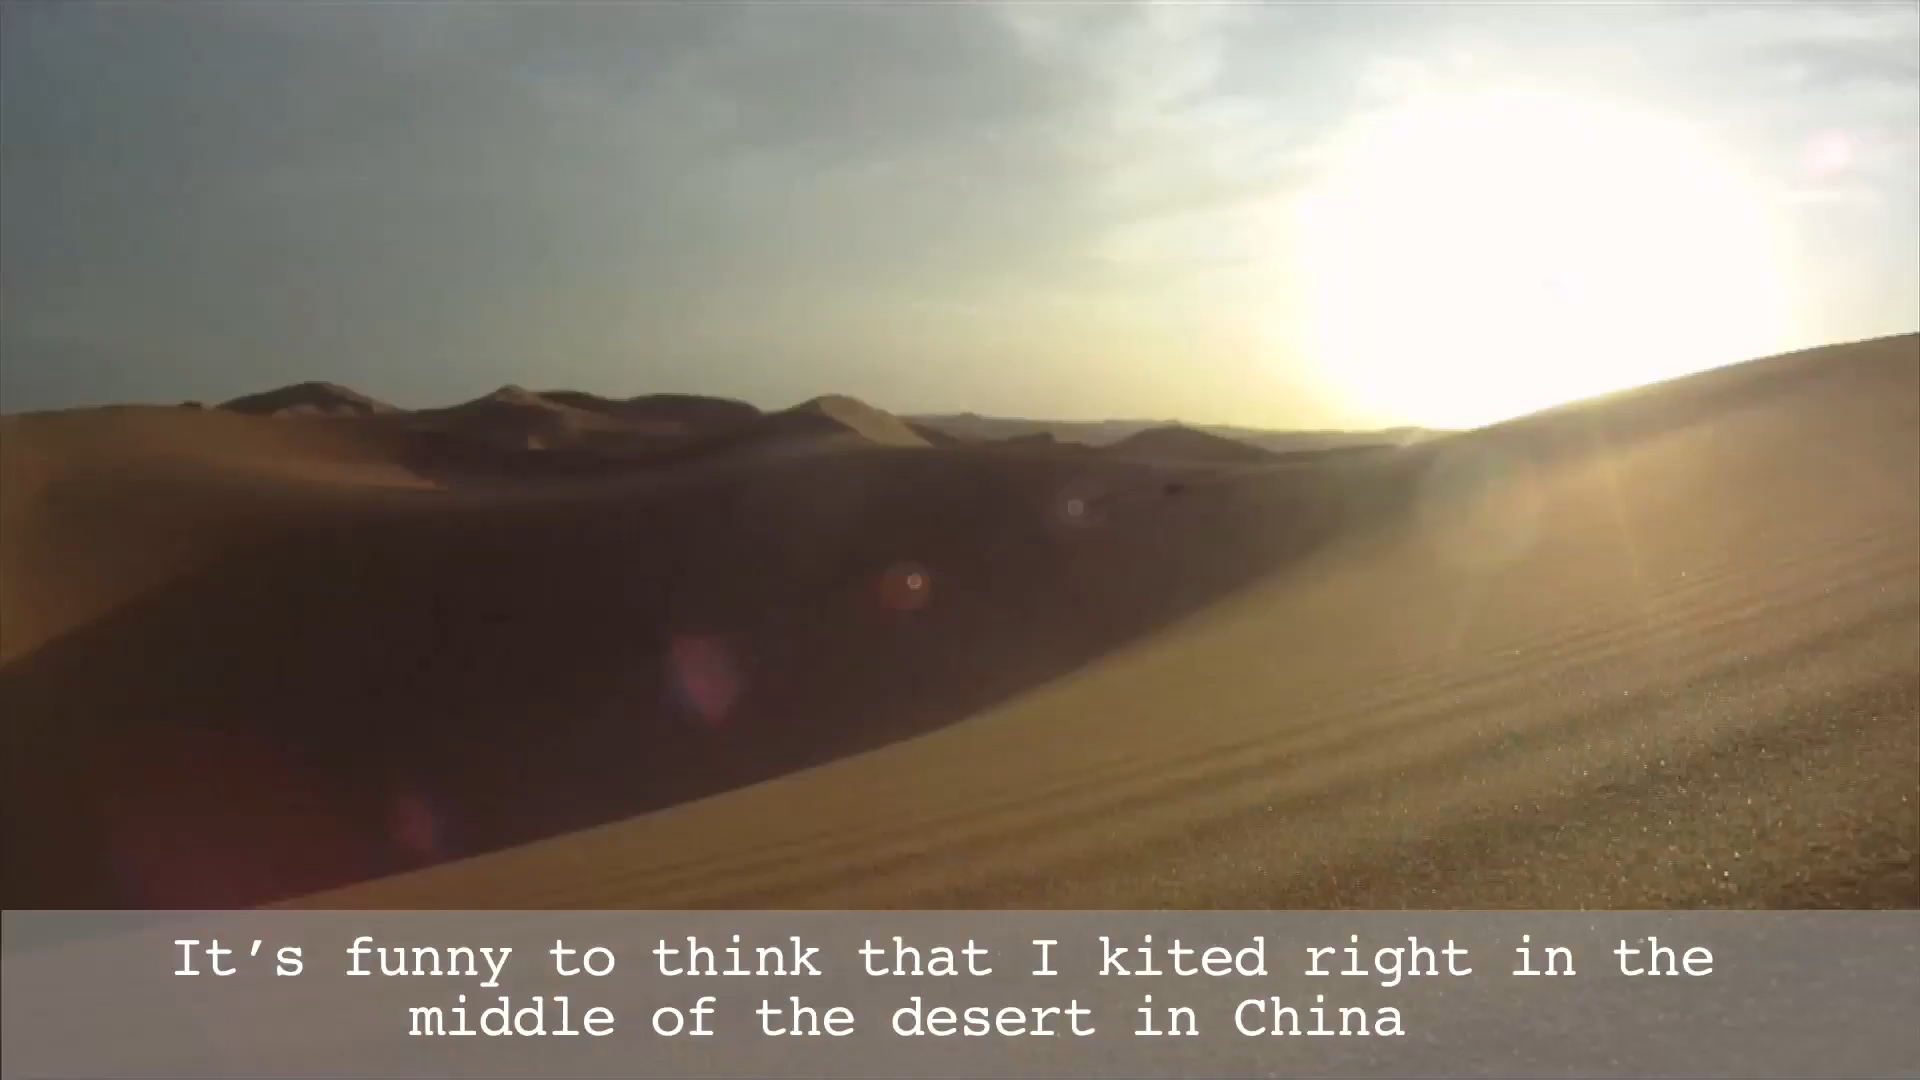 It’s funny to think that I kited right in the
middle of the desert in China